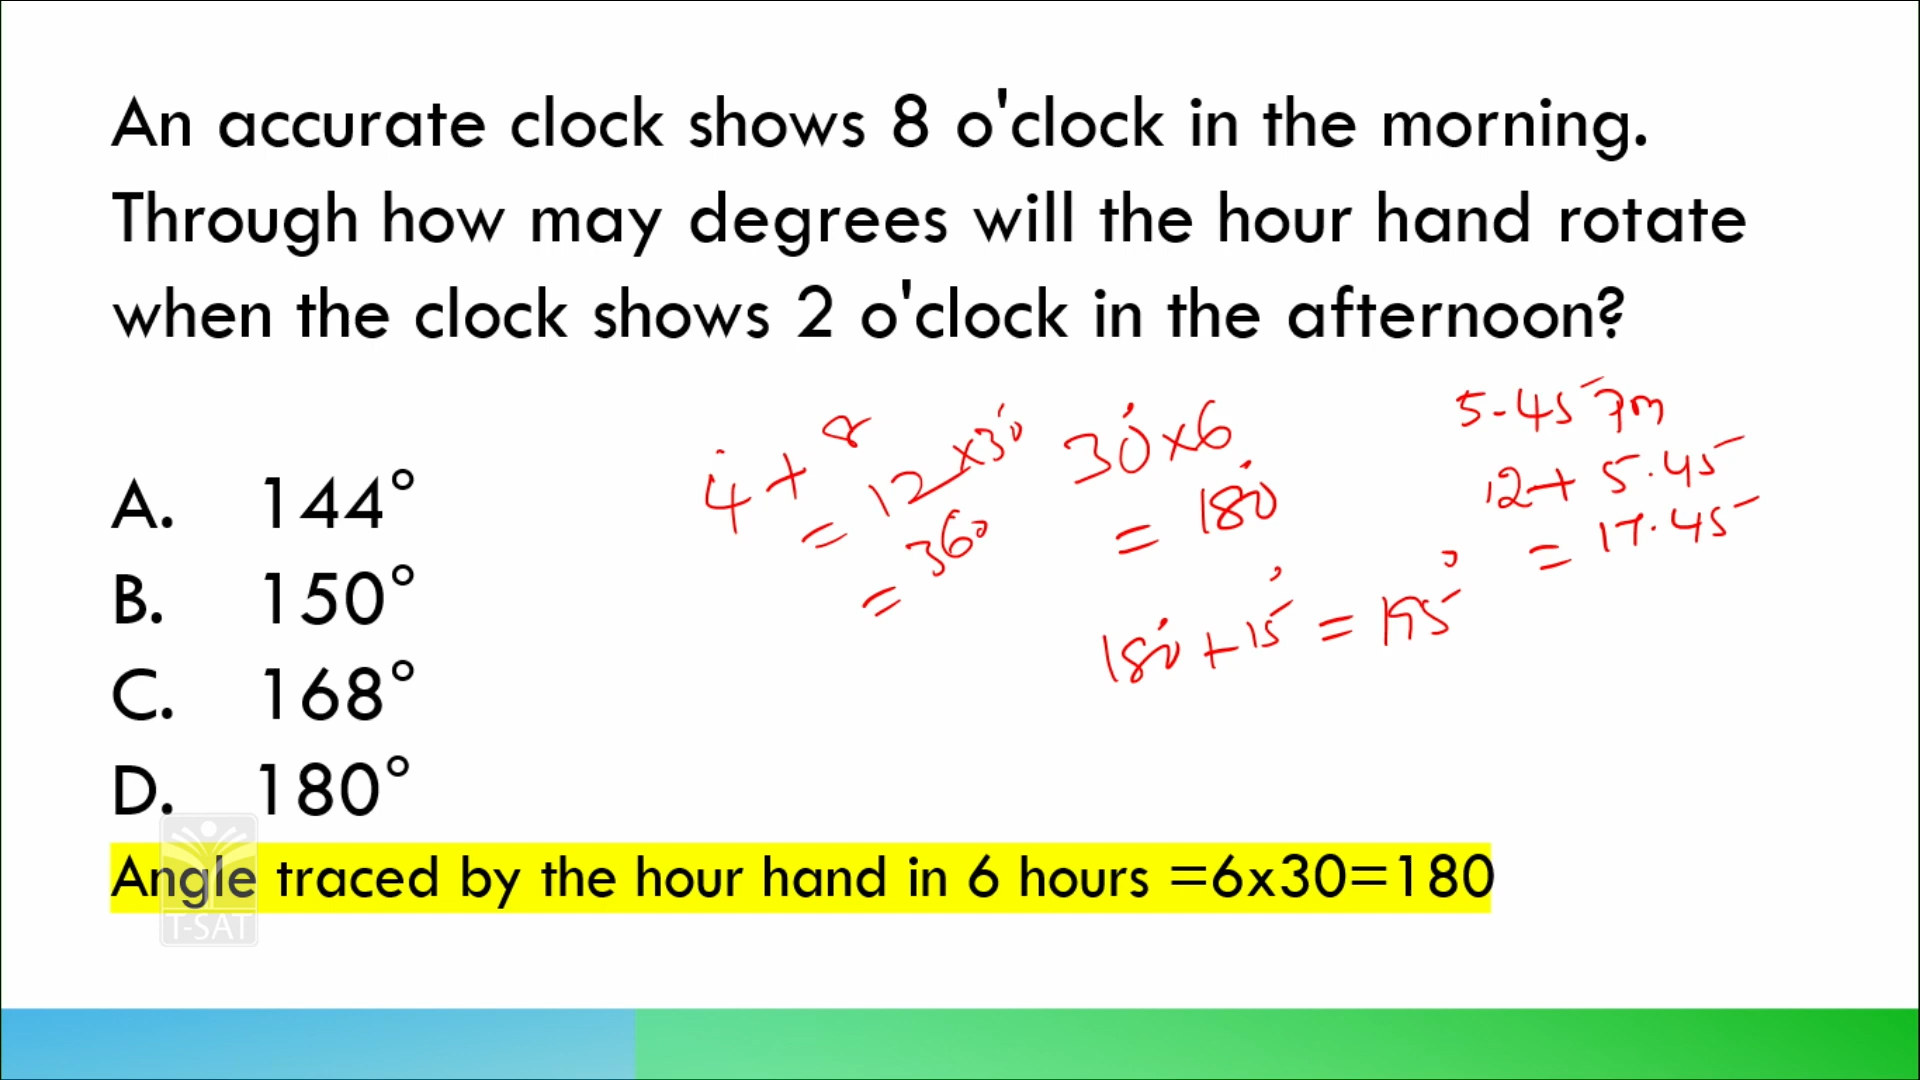 An accurate clock shows 8 o'clock in the morning.
Through how may degrees will the hour hand rotate
when the clock shows 2 o'clock in the afternoon?
A. 144°
B. 150°
C. 168°
D. 180°
4 + 8
= 12 × 30°
= 360
30° × 6
= 180
180° + 15° = 195°
5-45 pm
12 + 5.45
= 17.45
Angle traced by the hour hand in 6 hours =6x30=180
T-SAT